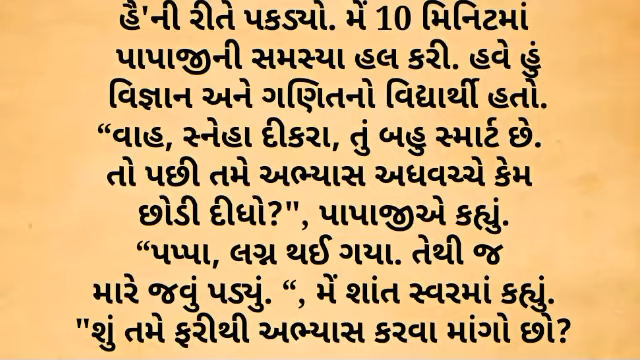 હૈ'ની રીતે પકડ્યો. મેં 10 મિનિટમાં
પાપાજીની સમસ્યા હલ કરી. હવે હું
વિજ્ઞાન અને ગણિતનો વિદ્યાર્થી હતો.
“વાહ, સ્નેહા દીકરા, તું બહુ સ્માર્ટ છે.
તો પછી તમે અભ્યાસ અધવચ્ચે કેમ
છોડી દીધો?", પાપાજીએ કહ્યું.
“પપ્પા, લગ્ન થઈ ગયા. તેથી જ
મારે જવું પડ્યું. “, મેં શાંત સ્વરમાં કહ્યું.
"શું તમે ફરીથી અભ્યાસ કરવા માંગો છો?